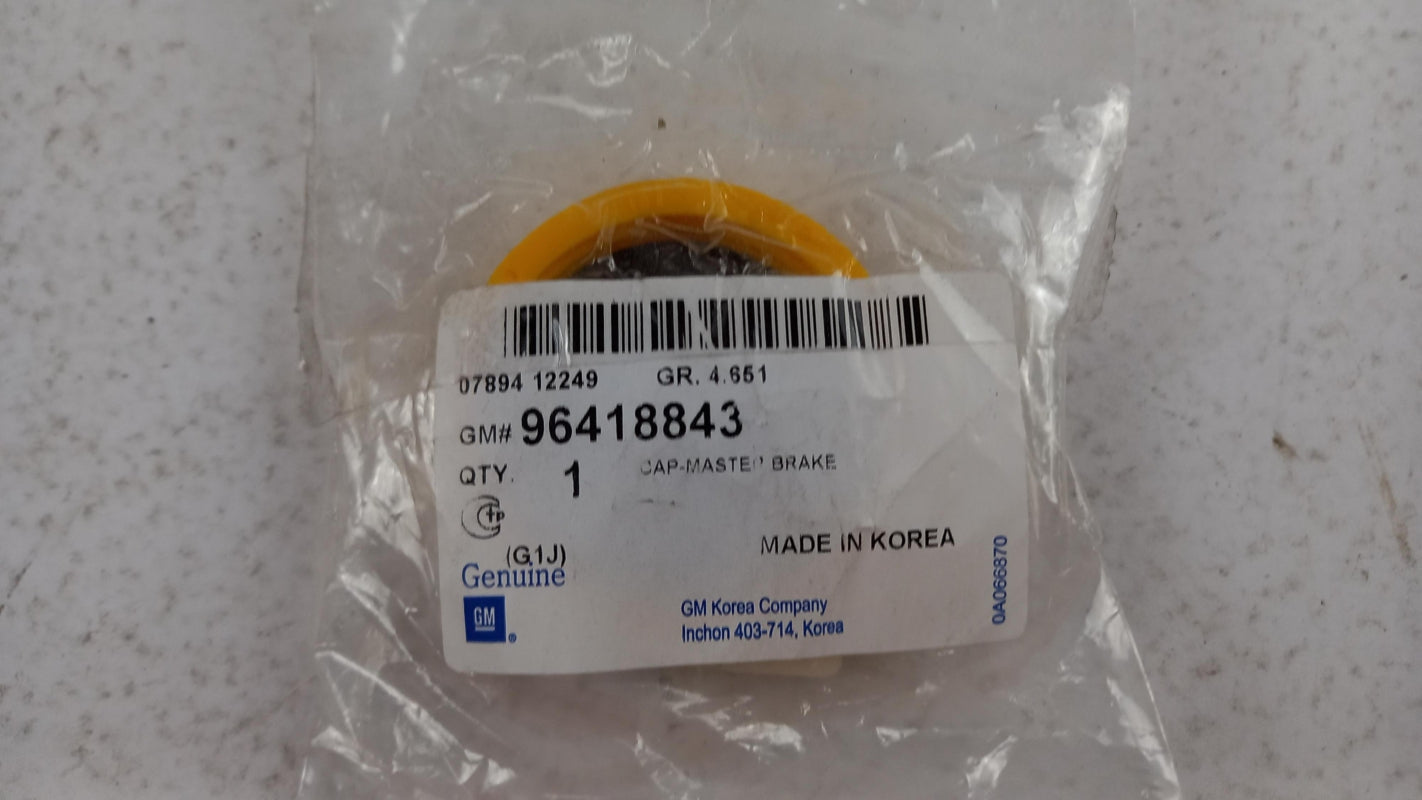 07894 12249 GR. 4.651
GM# 96418843
QTY. 1 CAP-MASTER BRAKE
(G1J)
MADE IN KOREA
Genuine
GM ®
GM Korea Company
Inchon 403-714, Korea
0A066870